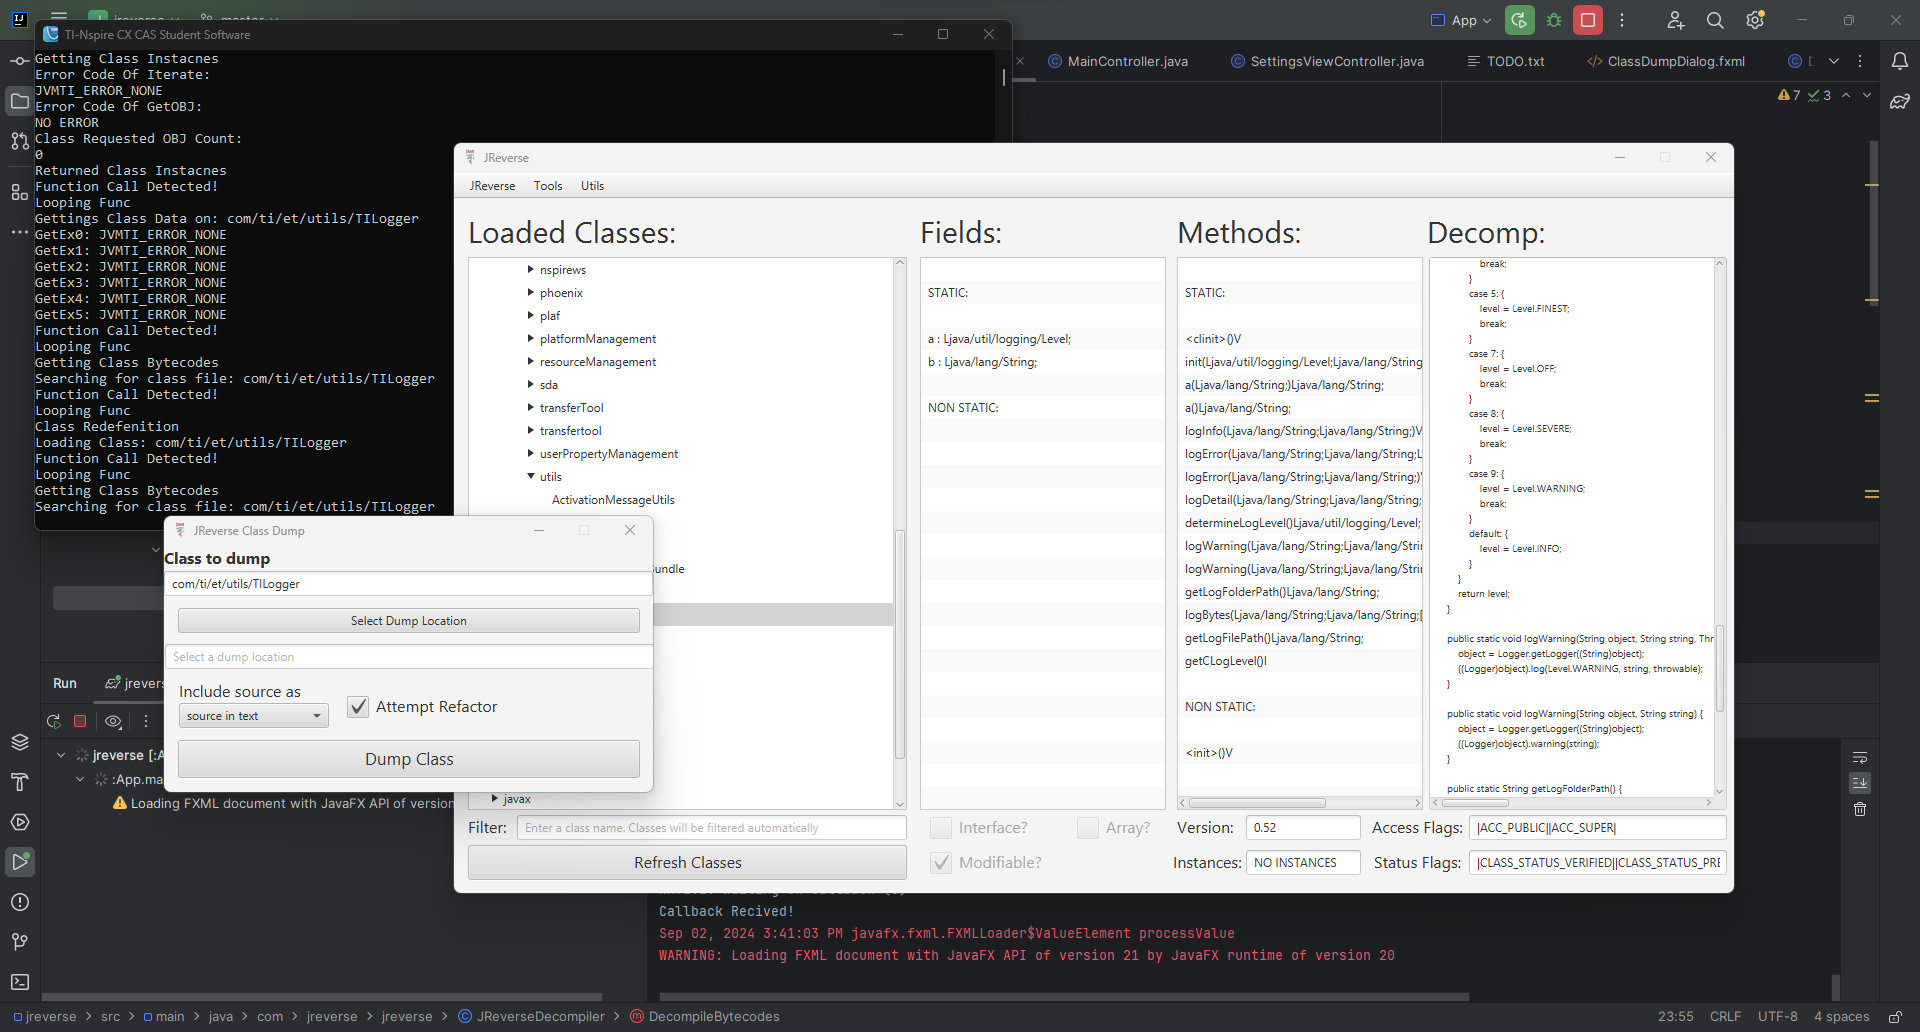 jreverse
master
App
TI-Nspire CX CAS Student Software
MainController.java
SettingsViewController.java
TODO.txt
ClassDumpDialog.fxml
7
3
Getting Class Instacnes
Error Code Of Iterate:
JVMTI_ERROR_NONE
Error Code Of GetOBJ:
NO ERROR
Class Requested OBJ Count:
0
Returned Class Instacnes
Function Call Detected!
Looping Func
Gettings Class Data on: com/ti/et/utils/TILogger
GetEx0: JVMTI_ERROR_NONE
GetEx1: JVMTI_ERROR_NONE
GetEx2: JVMTI_ERROR_NONE
GetEx3: JVMTI_ERROR_NONE
GetEx4: JVMTI_ERROR_NONE
GetEx5: JVMTI_ERROR_NONE
Function Call Detected!
Looping Func
Getting Class Bytecodes
Searching for class file: com/ti/et/utils/TILogger
Function Call Detected!
Looping Func
Class Redefenition
Loading Class: com/ti/et/utils/TILogger
Function Call Detected!
Looping Func
Getting Class Bytecodes
Searching for class file: com/ti/et/utils/TILogger
JReverse
JReverse Tools Utils
Loaded Classes:
nspirews
phoenix
plaf
platformManagement
resourceManagement
sda
transferTool
transfertool
userPropertyManagement
utils
ActivationMessageUtils
undle
javax
Filter: Enter a class name. Classes will be filtered automatically
Refresh Classes
Fields:
STATIC:
a : Ljava/util/logging/Level;
b : Ljava/lang/String;
NON STATIC:
Interface?
Array?
Modifiable?
Methods:
STATIC:
<clinit>()V
init(Ljava/util/logging/Level;Ljava/lang/String
a(Ljava/lang/String;)Ljava/lang/String;
a()Ljava/lang/String;
logInfo(Ljava/lang/String;Ljava/lang/String;)V
logError(Ljava/lang/String;Ljava/lang/String;L
logError(Ljava/lang/String;Ljava/lang/String;)
logDetail(Ljava/lang/String;Ljava/lang/String;
determineLogLevel()Ljava/util/logging/Level;
logWarning(Ljava/lang/String;Ljava/lang/Strin
logWarning(Ljava/lang/String;Ljava/lang/Strin
getLogFolderPath()Ljava/lang/String;
logBytes(Ljava/lang/String;Ljava/lang/String;[
getLogFilePath()Ljava/lang/String;
getCLogLevel()I
NON STATIC:
<init>()V
Version: 0.52
Instances: NO INSTANCES
Decomp:
break;
}
case 5: {
level = Level.FINEST;
break;
}
case 7: {
level = Level.OFF;
break;
}
case 8: {
level = Level.SEVERE;
break;
}
case 9: {
level = Level.WARNING;
break;
}
default: {
level = Level.INFO;
}
}
return level;
}
public static void logWarning(String object, String string, Thr
object = Logger.getLogger((String)object);
((Logger)object).log(Level.WARNING, string, throwable);
}
public static void logWarning(String object, String string) {
object = Logger.getLogger((String)object);
((Logger)object).warning(string);
}
public static String getLogFolderPath() {
Access Flags: |ACC_PUBLIC||ACC_SUPER|
Status Flags: |CLASS_STATUS_VERIFIED||CLASS_STATUS_PRE
JReverse Class Dump
Class to dump
com/ti/et/utils/TILogger
Select Dump Location
Select a dump location
Include source as
source in text
Attempt Refactor
Dump Class
Run
jrevers
jreverse [:A
:App.ma
Loading FXML document with JavaFX API of version
Callback Recived!
Sep 02, 2024 3:41:03 PM javafx.fxml.FXMLLoader$ValueElement processValue
WARNING: Loading FXML document with JavaFX API of version 21 by JavaFX runtime of version 20
jreverse > src > main > java > com > jreverse > jreverse > JReverseDecompiler > DecompileBytecodes
23:55 CRLF UTF-8 4 spaces